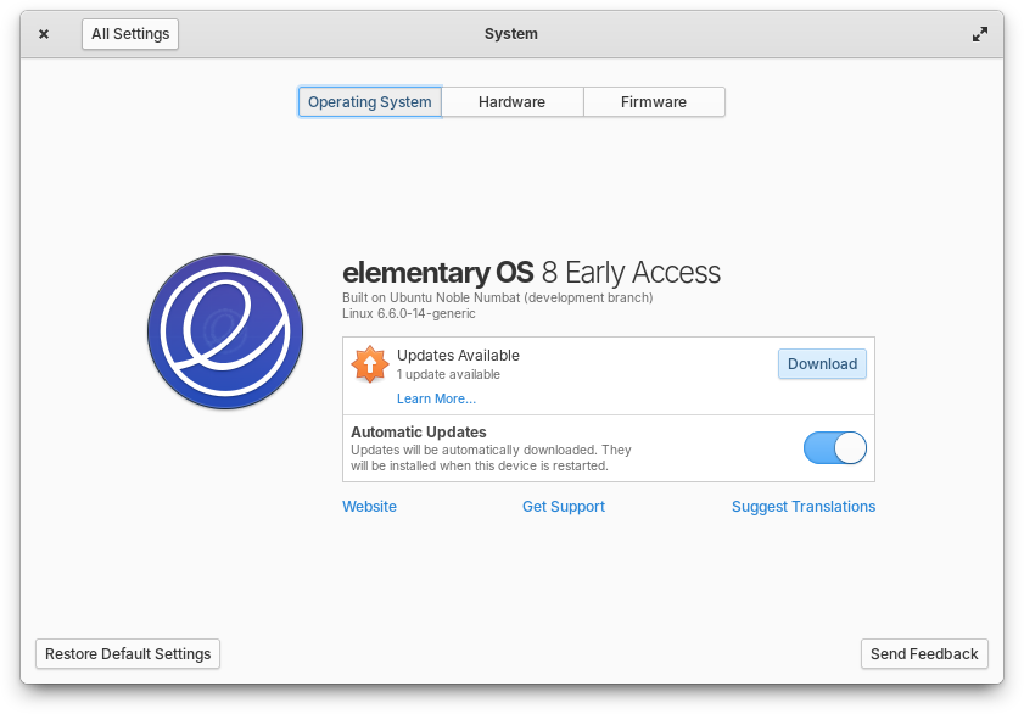 All Settings
System
Operating System
Hardware
Firmware
elementary OS 8 Early Access
Built on Ubuntu Noble Numbat (development branch)
Linux 6.6.0-14-generic
Updates Available
1 update available
Learn More...
Download
Automatic Updates
Updates will be automatically downloaded. They
will be installed when this device is restarted.
Website
Get Support
Suggest Translations
Restore Default Settings
Send Feedback